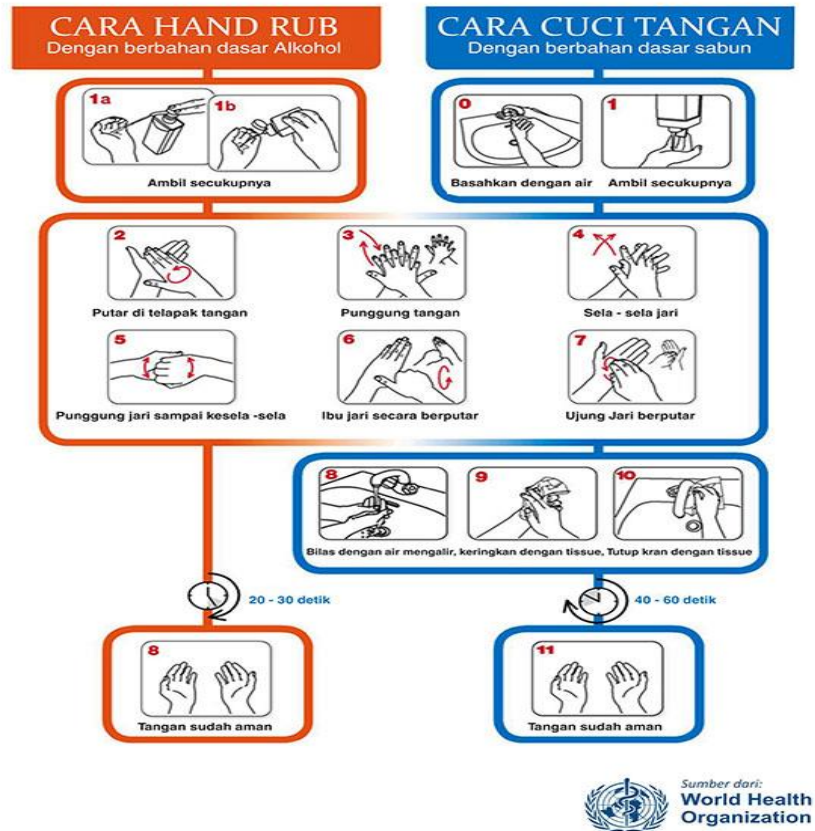 CARA HAND RUB
Dengan berbahan dasar Alkohol
CARA CUCI TANGAN
Dengan berbahan dasar sabun
1a
1b
Ambil secukupnya
0
1
Basahkan dengan air
Ambil secukupnya
2
3
4
Putar di telapak tangan
Punggung tangan
Sela - sela jari
5
6
7
Punggung jari sampai kesela -sela
Ibu jari secara berputar
Ujung Jari berputar
8
9
10
Bilas dengan air mengalir, keringkan dengan tissue, Tutup kran dengan tissue
20 - 30 detik
40 - 60 detik
8
Tangan sudah aman
11
Tangan sudah aman
Sumber dari:
World Health
Organization